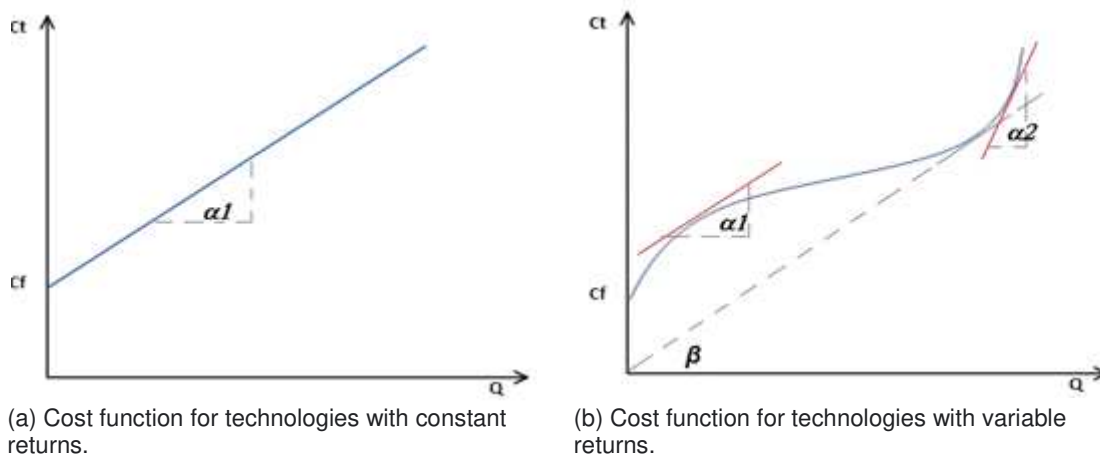 Ct
α1
Cf
Q
(a) Cost function for technologies with constant
returns.
Ct
α2
α1
Cf
β
Q
(b) Cost function for technologies with variable
returns.